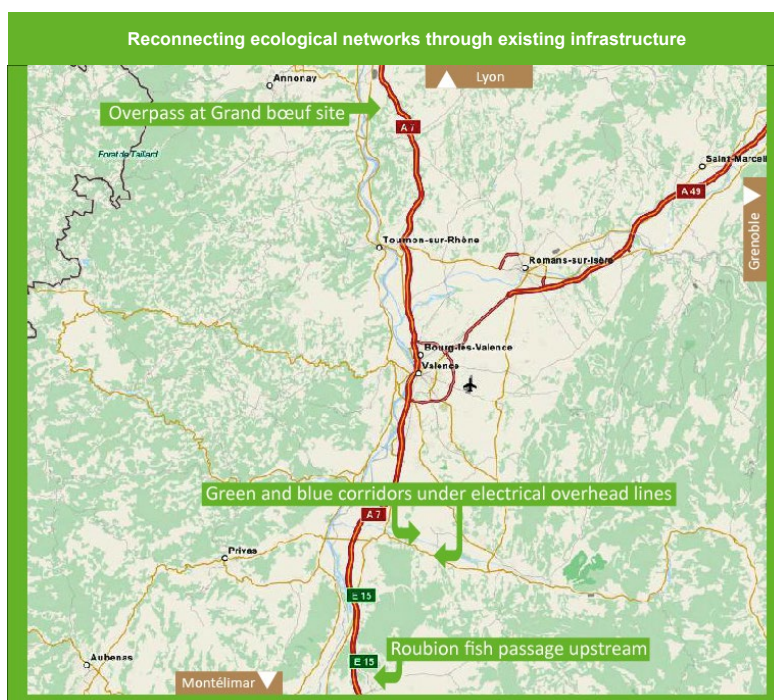 Reconnecting ecological networks through existing infrastructure
Lyon
Annonay
Overpass at Grand bœuf site
A 7
Foret de Taillard
Saint-Marcell
A 49
Grenoble
Tournon-sur-Rhône
Romans-sur-Isère
Bourg-lès-Valence
Valence
Green and blue corridors under electrical overhead lines
A 7
Privas
E 15
Roubion fish passage upstream
E 15
Aubenas
Montélimar